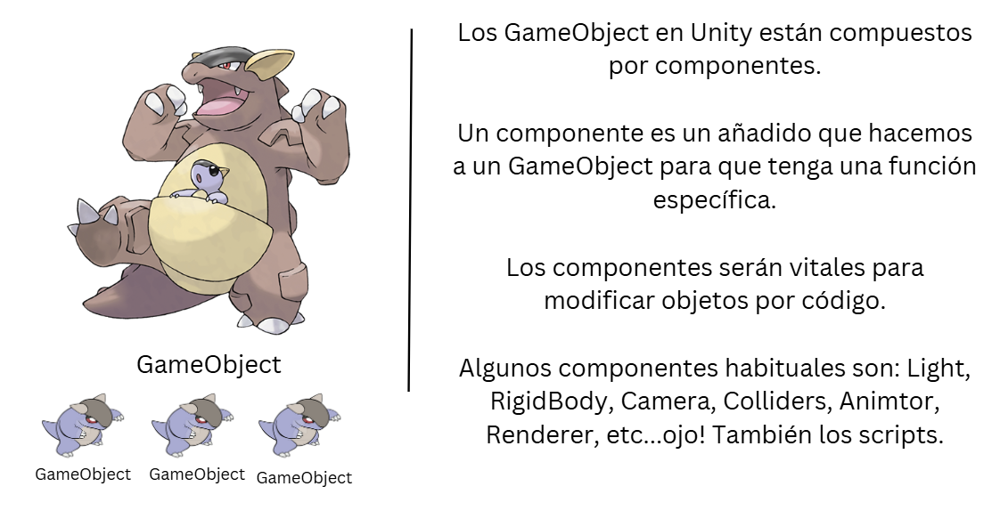 Los GameObject en Unity están compuestos
por componentes.
Un componente es un añadido que hacemos
a un GameObject para que tenga una función
específica.
Los componentes serán vitales para
modificar objetos por código.
Algunos componentes habituales son: Light,
RigidBody, Camera, Colliders, Animtor,
Renderer, etc...ojo! También los scripts.
GameObject
GameObject
GameObject
GameObject